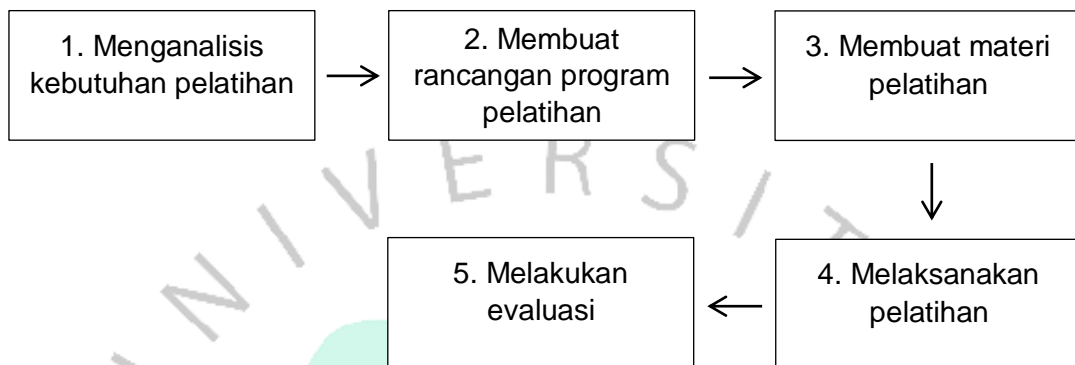 1. Menganalisis
kebutuhan pelatihan
2. Membuat
rancangan program
pelatihan
3. Membuat materi
pelatihan
4. Melaksanakan
pelatihan
5. Melakukan
evaluasi